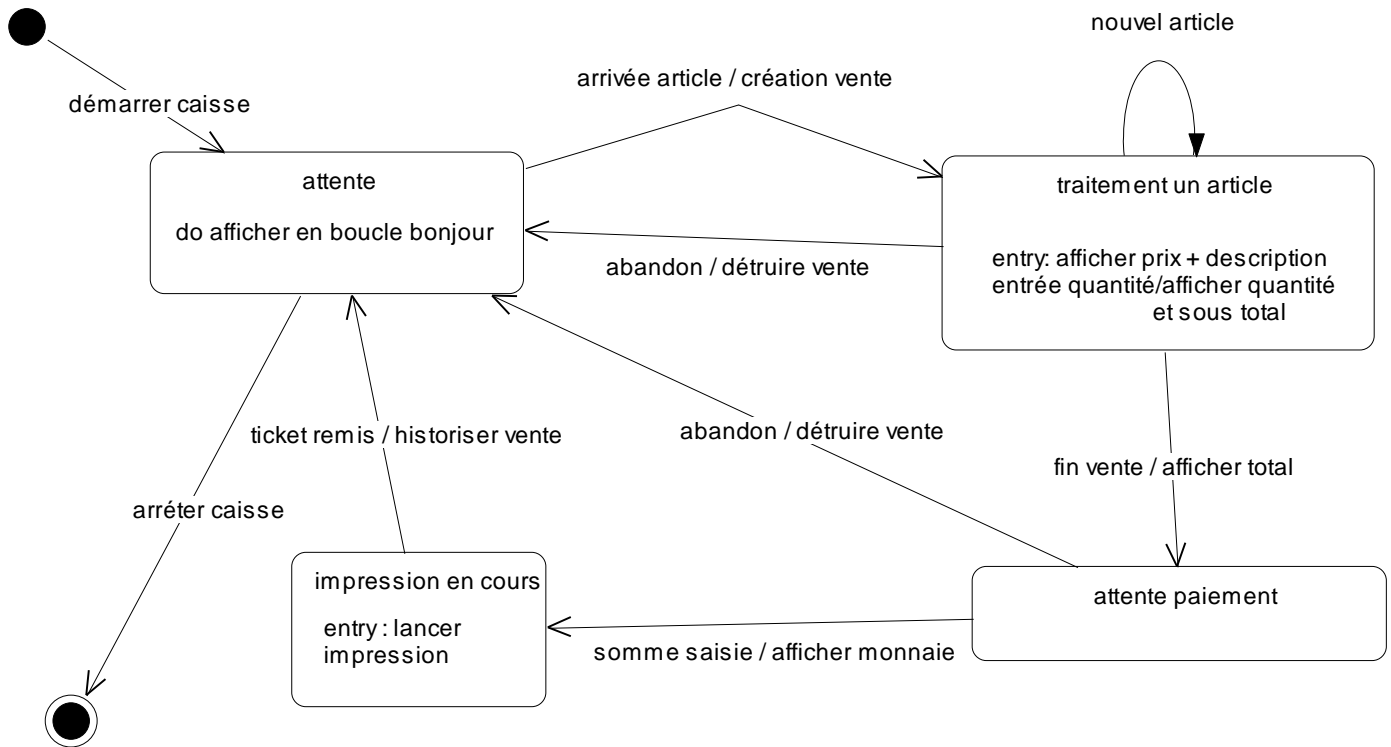 nouvel article
arrivée article / création vente
démarrer caisse
attente
do afficher en boucle bonjour
traitement un article
entry: afficher prix + description
entrée quantité/afficher quantité
et sous total
abandon / détruire vente
ticket remis / historiser vente
abandon / détruire vente
fin vente / afficher total
arréter caisse
impression en cours
entry : lancer
impression
attente paiement
somme saisie / afficher monnaie